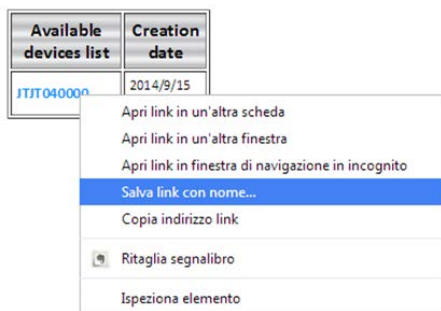 Available devices list
Creation date
JTJT040000
2014/9/15
Apri link in un'altra scheda
Apri link in un'altra finestra
Apri link in finestra di navigazione in incognito
Salva link con nome...
Copia indirizzo link
Ritaglia segnalibro
Ispeziona elemento